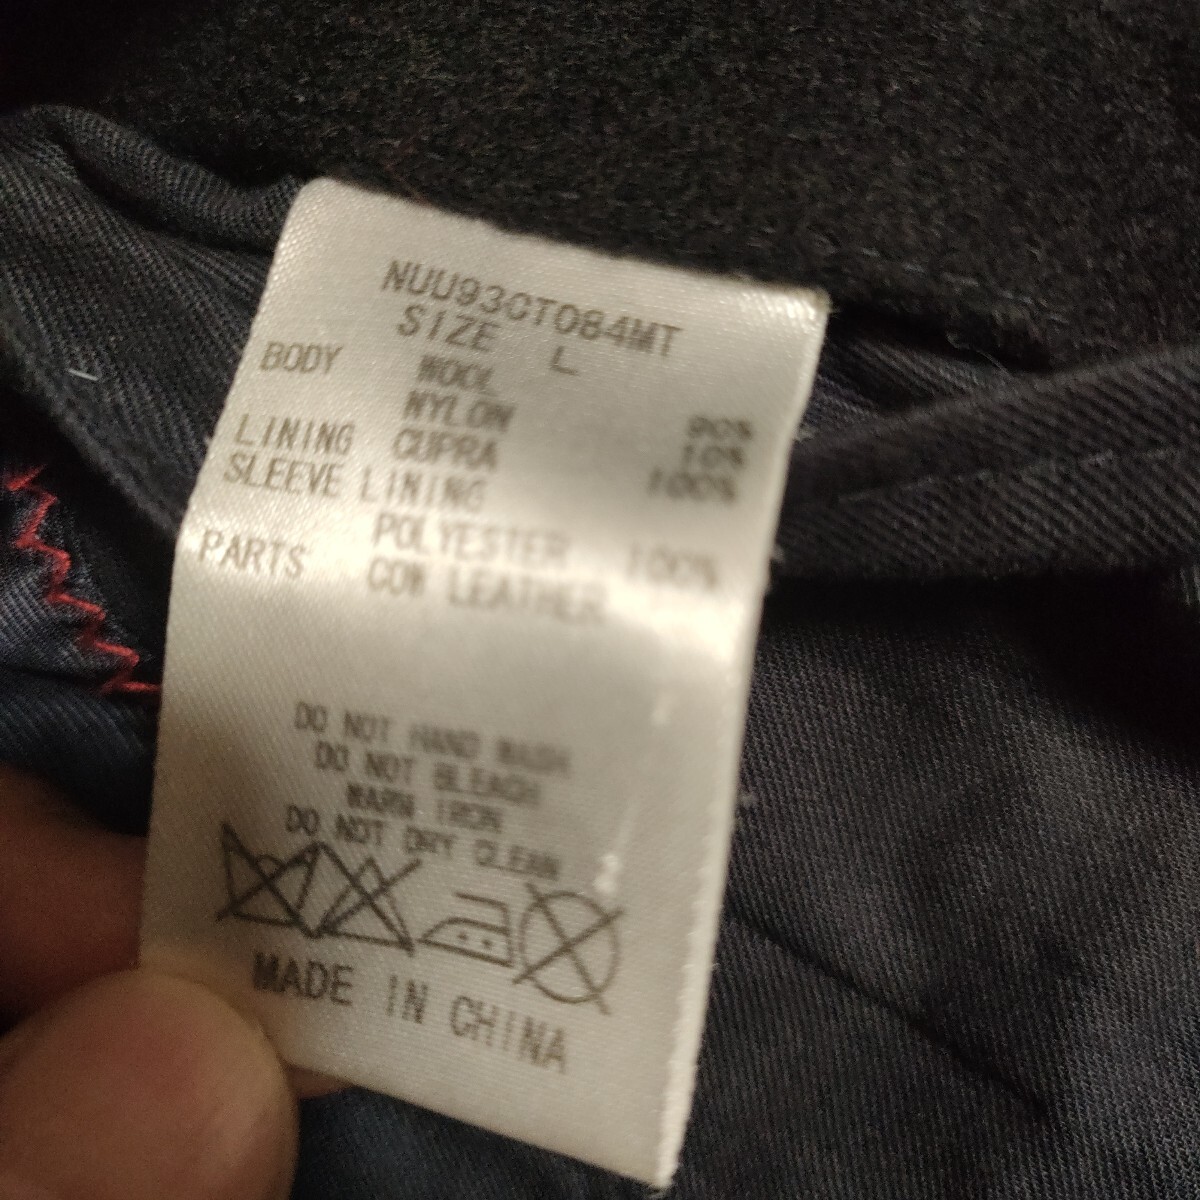 NUU93CT084MT
SIZE L
BODY WOOL 90%
NYLON 10%
LINING CUPRA 100%
SLEEVE LINING
POLYESTER 100%
PARTS COW LEATHER
DO NOT HAND WASH
DO NOT BLEACH
WARM IRON
DO NOT DRY CLEAN
MADE IN CHINA